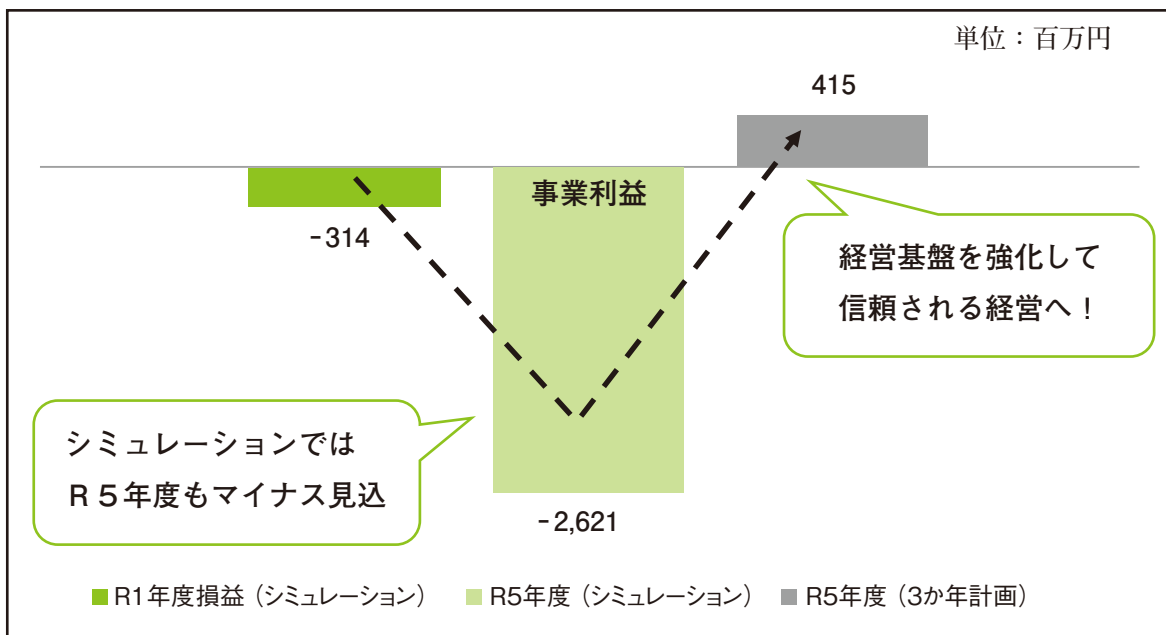 単位：百万円
415
事業利益
-314
経営基盤を強化して
信頼される経営へ！
シミュレーションでは
R 5年度もマイナス見込
-2,621
R1年度損益（シミュレーション） R5年度（シミュレーション） R5年度（3か年計画）